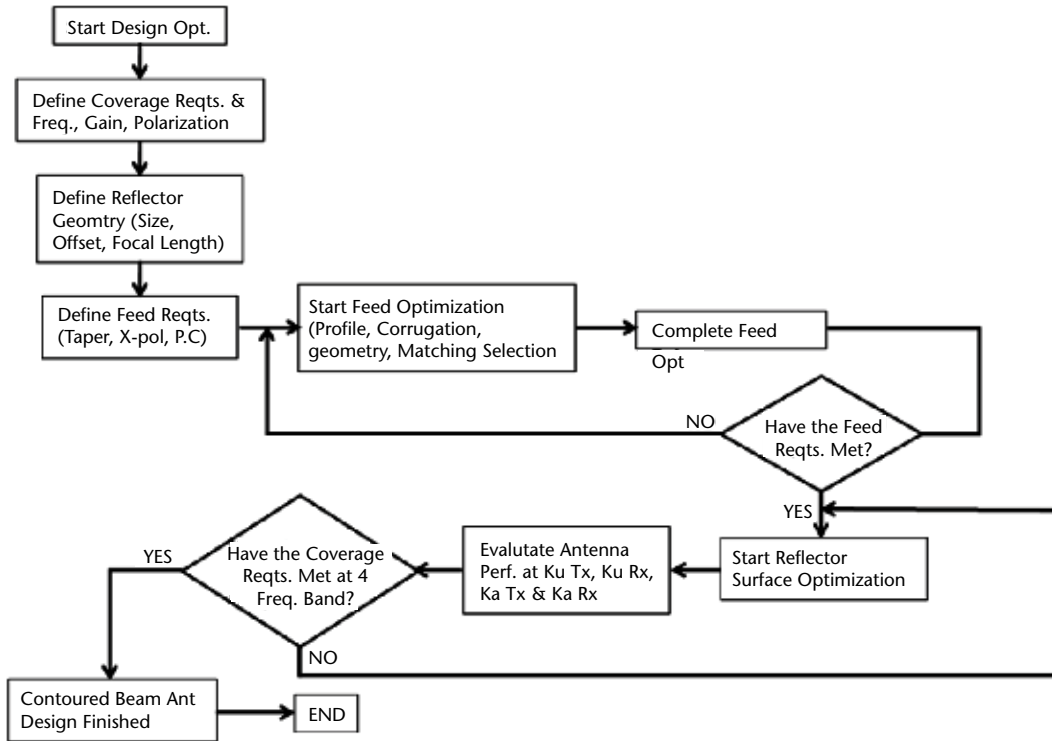 Start Design Opt.
Define Coverage Reqts. &
Freq., Gain, Polarization
Define Reflector
Geomtry (Size,
Offset, Focal Length)
Define Feed Reqts.
(Taper, X-pol, P.C)
Start Feed Optimization
(Profile, Corrugation,
geometry, Matching Selection
Complete Feed
Opt
NO
Have the Feed
Reqts. Met?
YES
Start Reflector
Surface Optimization
Evalutate Antenna
Perf. at Ku Tx, Ku Rx,
Ka Tx & Ka Rx
Have the Coverage
Reqts. Met at 4
Freq. Band?
YES
NO
Contoured Beam Ant
Design Finished
END